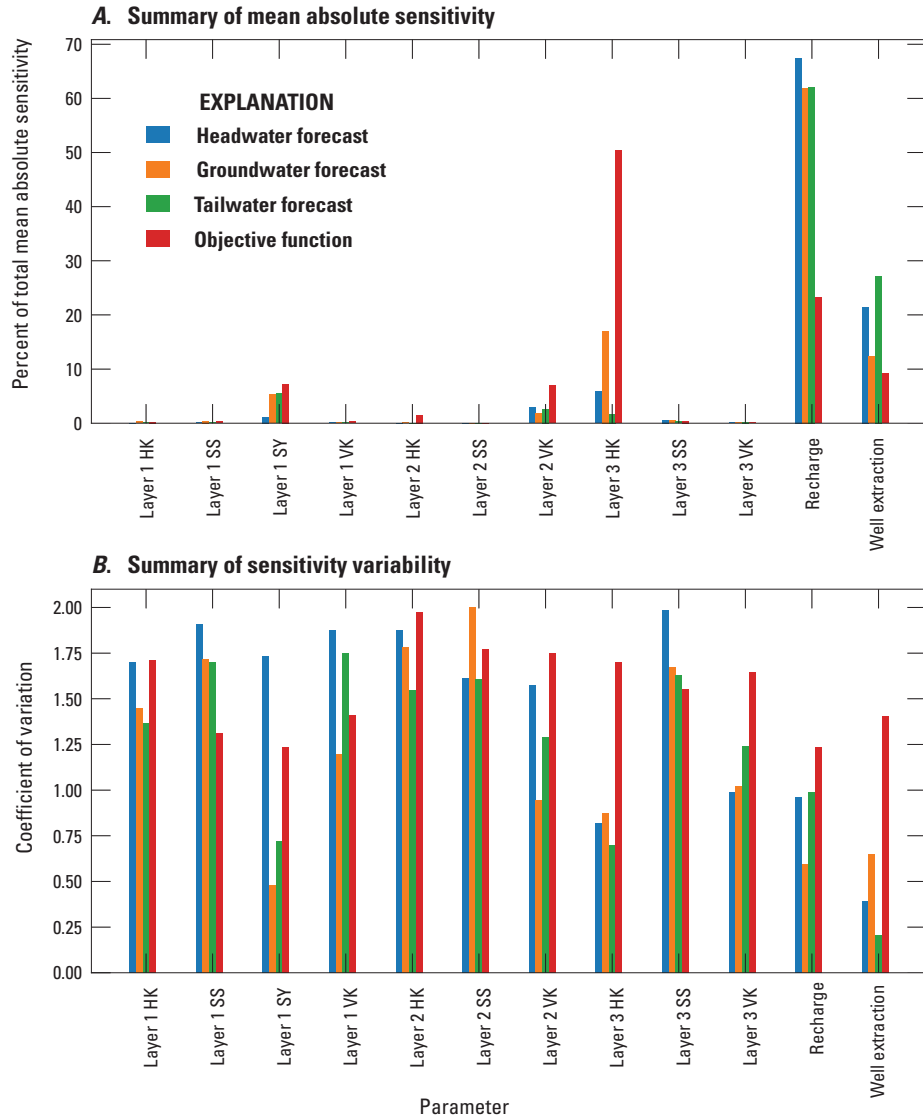 A. Summary of mean absolute sensitivity
Percent of total mean absolute sensitivity
70
60
50
40
30
20
10
0
EXPLANATION
Headwater forecast
Groundwater forecast
Tailwater forecast
Objective function
Layer 1 HK
Layer 1 SS
Layer 1 SY
Layer 1 VK
Layer 2 HK
Layer 2 SS
Layer 2 VK
Layer 3 HK
Layer 3 SS
Layer 3 VK
Recharge
Well extraction
B. Summary of sensitivity variability
Coefficient of variation
2.00
1.75
1.50
1.25
1.00
0.75
0.50
0.25
0.00
Layer 1 HK
Layer 1 SS
Layer 1 SY
Layer 1 VK
Layer 2 HK
Layer 2 SS
Layer 2 VK
Layer 3 HK
Layer 3 SS
Layer 3 VK
Recharge
Well extraction
Parameter